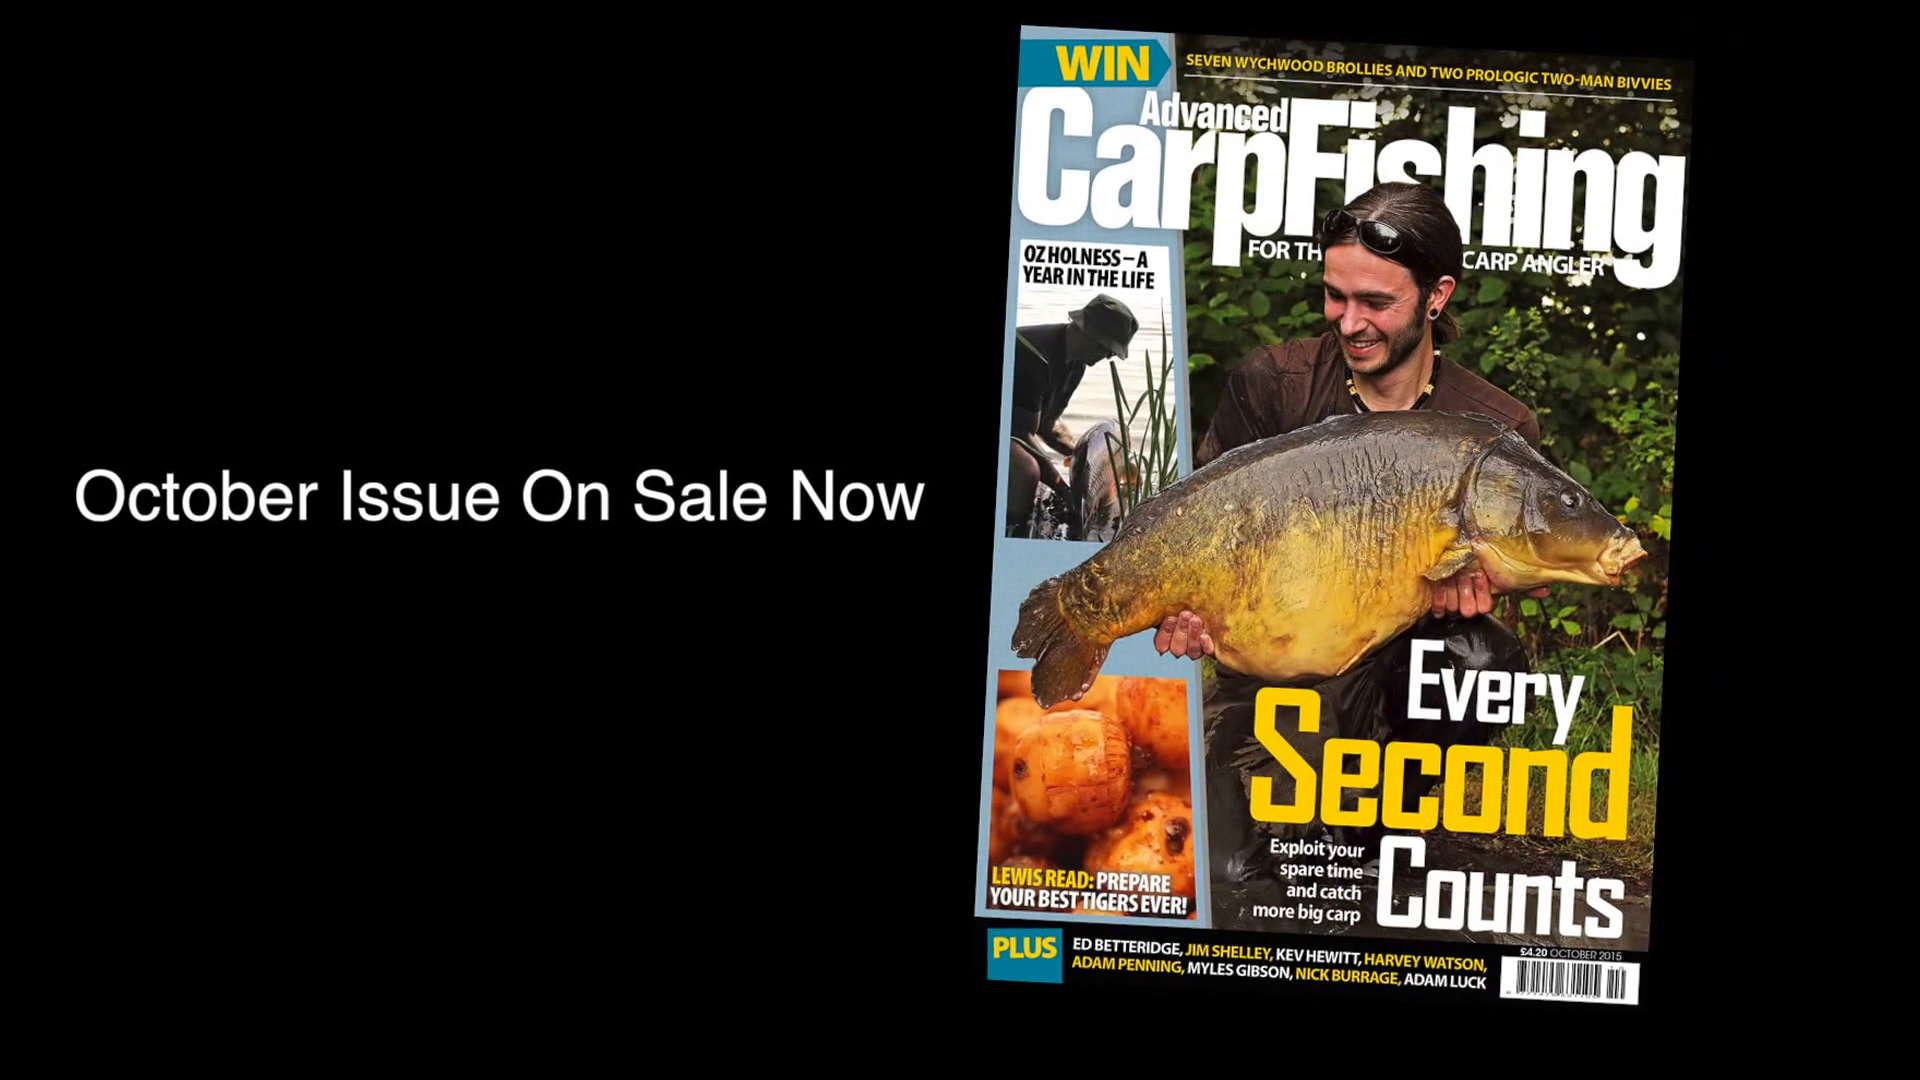 October Issue On Sale Now
WIN
SEVEN WYCHWOOD BROLLIES AND TWO PROLOGIC TWO-MAN BIVVIES
Advanced
CarpFishing
FOR TH CARP ANGLER
OZ HOLNESS – A
YEAR IN THE LIFE
Every
Second
Counts
Exploit your
spare time
and catch
more big carp
LEWIS READ: PREPARE
YOUR BEST TIGERS EVER!
PLUS
ED BETTERIDGE, JIM SHELLEY, KEV HEWITT, HARVEY WATSON,
ADAM PENNING, MYLES GIBSON, NICK BURRAGE, ADAM LUCK
£4.20 OCTOBER 2015